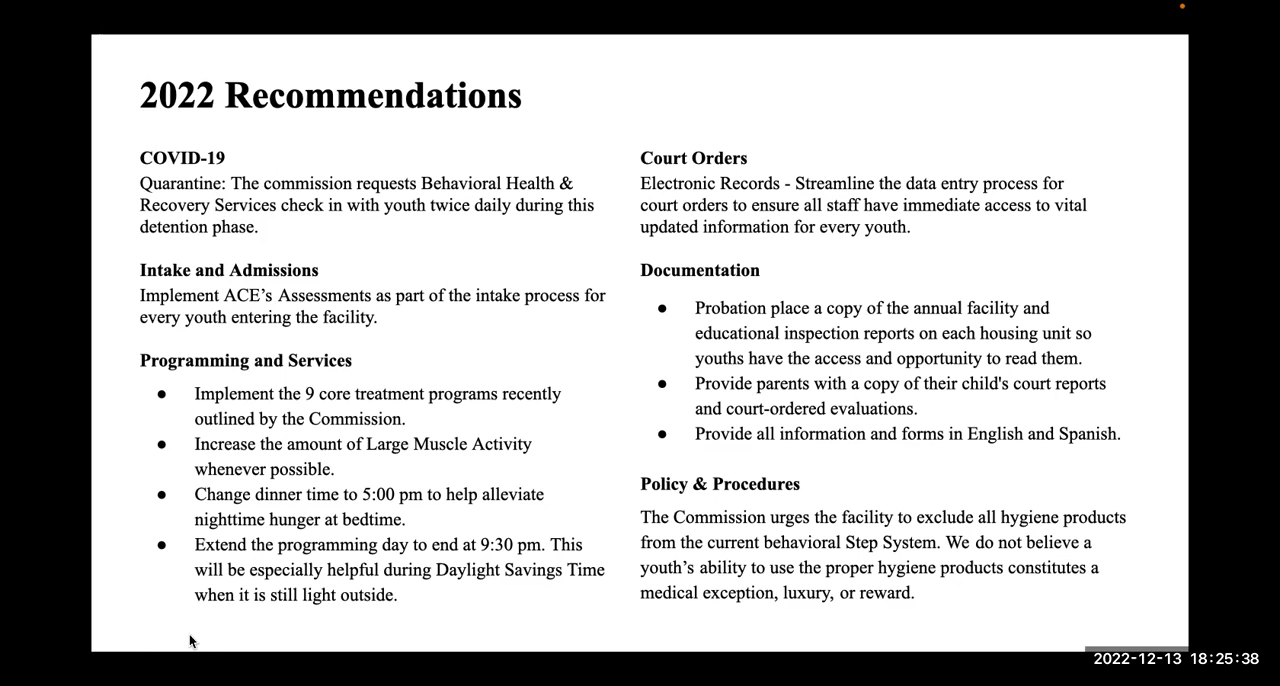 2022 Recommendations
COVID-19
Quarantine: The commission requests Behavioral Health &
Recovery Services check in with youth twice daily during this
detention phase.
Intake and Admissions
Implement ACE’s Assessments as part of the intake process for
every youth entering the facility.
Programming and Services
● Implement the 9 core treatment programs recently
outlined by the Commission.
● Increase the amount of Large Muscle Activity
whenever possible.
● Change dinner time to 5:00 pm to help alleviate
nighttime hunger at bedtime.
● Extend the programming day to end at 9:30 pm. This
will be especially helpful during Daylight Savings Time
when it is still light outside.
Court Orders
Electronic Records - Streamline the data entry process for
court orders to ensure all staff have immediate access to vital
updated information for every youth.
Documentation
● Probation place a copy of the annual facility and
educational inspection reports on each housing unit so
youths have the access and opportunity to read them.
● Provide parents with a copy of their child's court reports
and court-ordered evaluations.
● Provide all information and forms in English and Spanish.
Policy & Procedures
The Commission urges the facility to exclude all hygiene products
from the current behavioral Step System. We do not believe a
youth’s ability to use the proper hygiene products constitutes a
medical exception, luxury, or reward.
2022-12-13 18:25:38